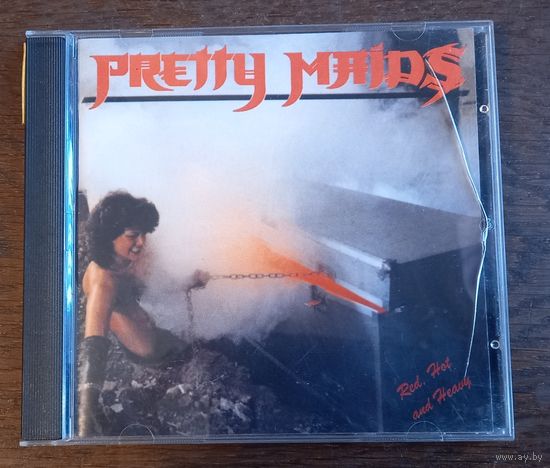 PRETTY MAIDS
Red, Hot
and Heavy
www.ay.by